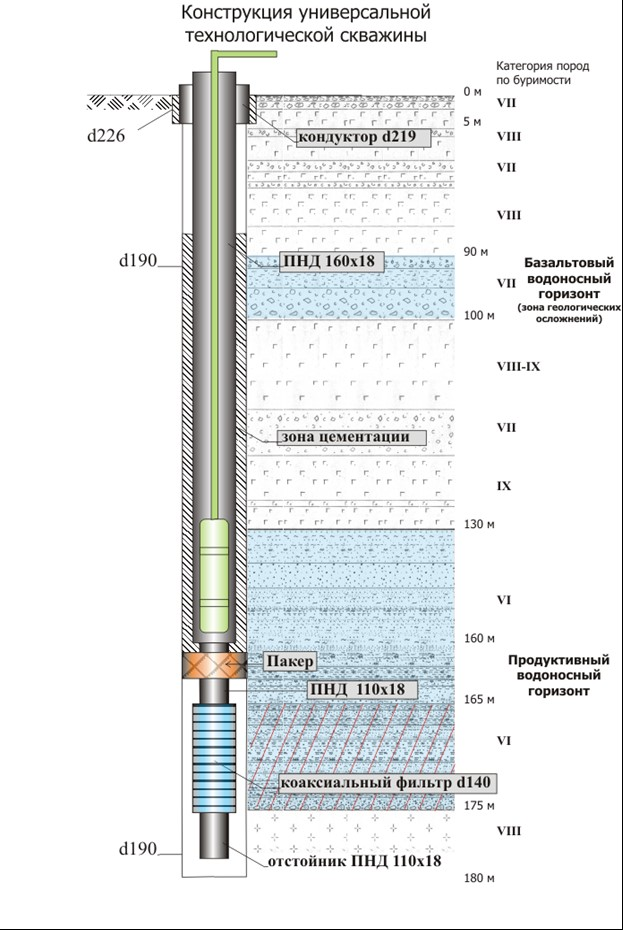 Конструкция универсальной
технологической скважины
Категория пород
по буримости
0 м
VII
5 м
d226
кондуктор d219
VIII
VII
VIII
90 м
d190
ПНД 160х18
Базальтовый
водоносный
горизонт
(зона геологических
осложнений)
VII
100 м
VIII-IX
VII
зона цементации
IX
130 м
VI
160 м
Пакер
Продуктивный
водоносный
горизонт
ПНД 110х18
165 м
VI
коаксиальный фильтр d140
175 м
VIII
d190
отстойник ПНД 110х18
180 м